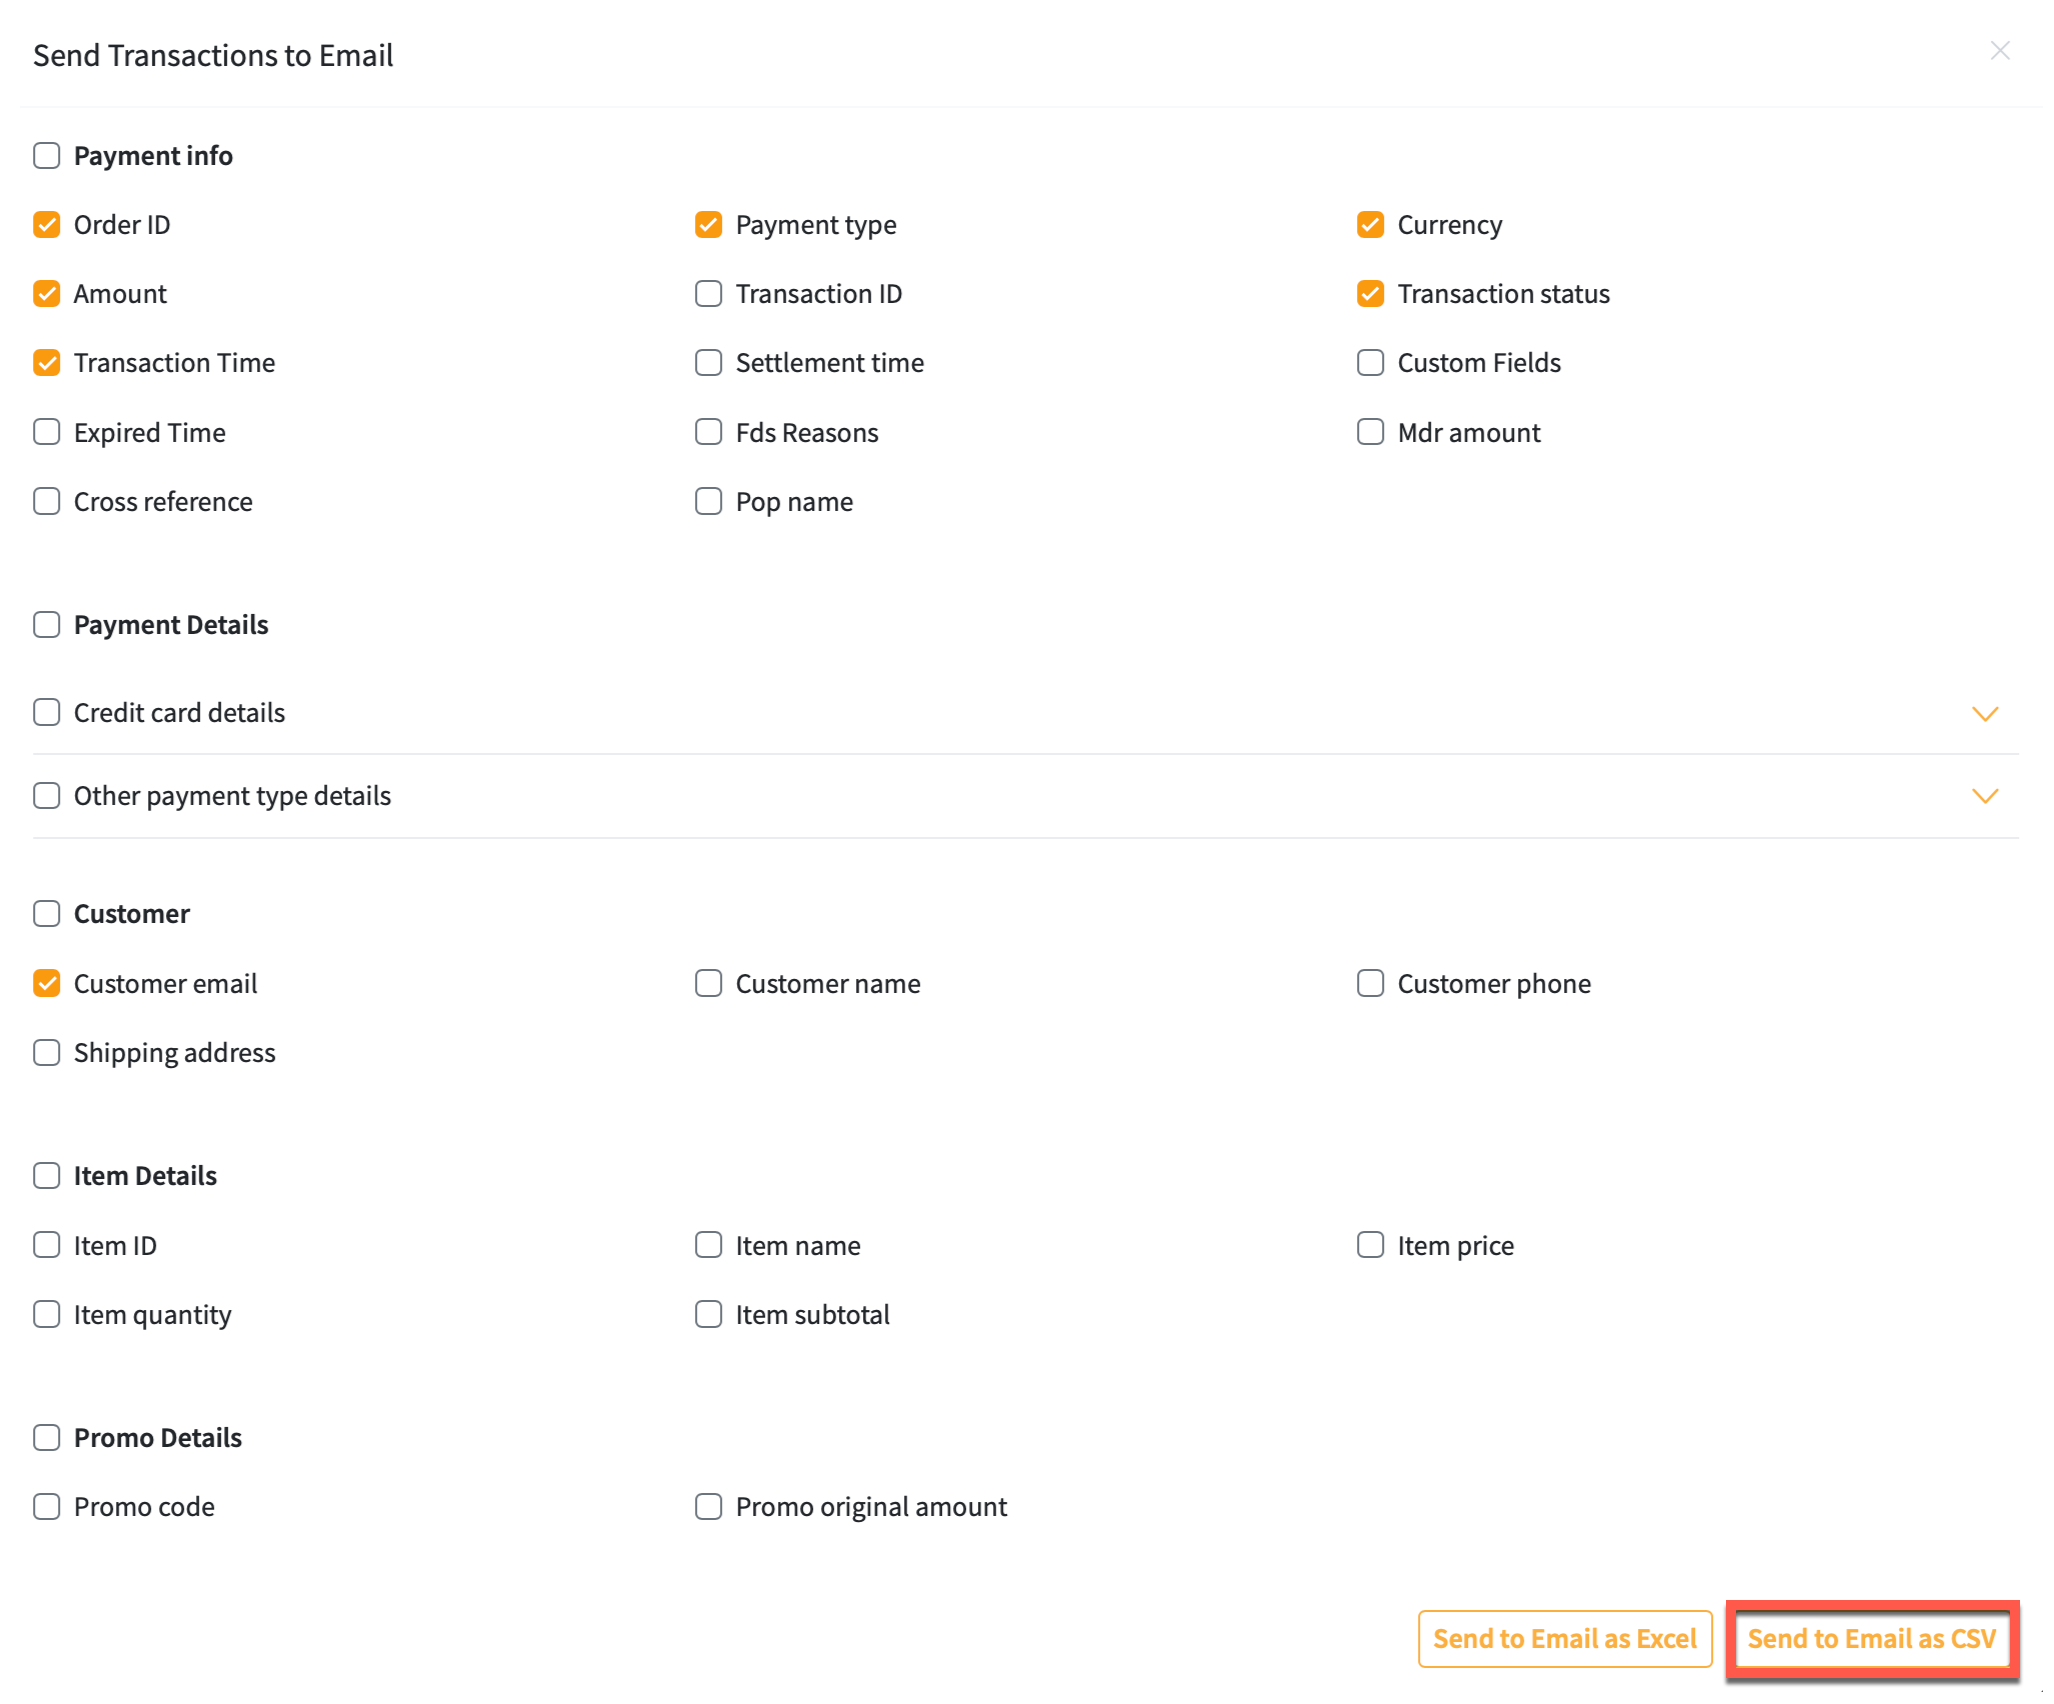 Send Transactions to Email
Payment info
Order ID
Payment type
Currency
Amount
Transaction ID
Transaction status
Transaction Time
Settlement time
Custom Fields
Expired Time
Fds Reasons
Mdr amount
Cross reference
Pop name
Payment Details
Credit card details
Other payment type details
Customer
Customer email
Customer name
Customer phone
Shipping address
Item Details
Item ID
Item name
Item price
Item quantity
Item subtotal
Promo Details
Promo code
Promo original amount
Send to Email as Excel
Send to Email as CSV